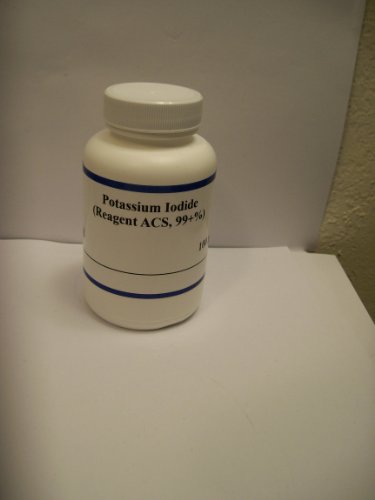 Potassium Iodide
(Reagent ACS, 99+%)